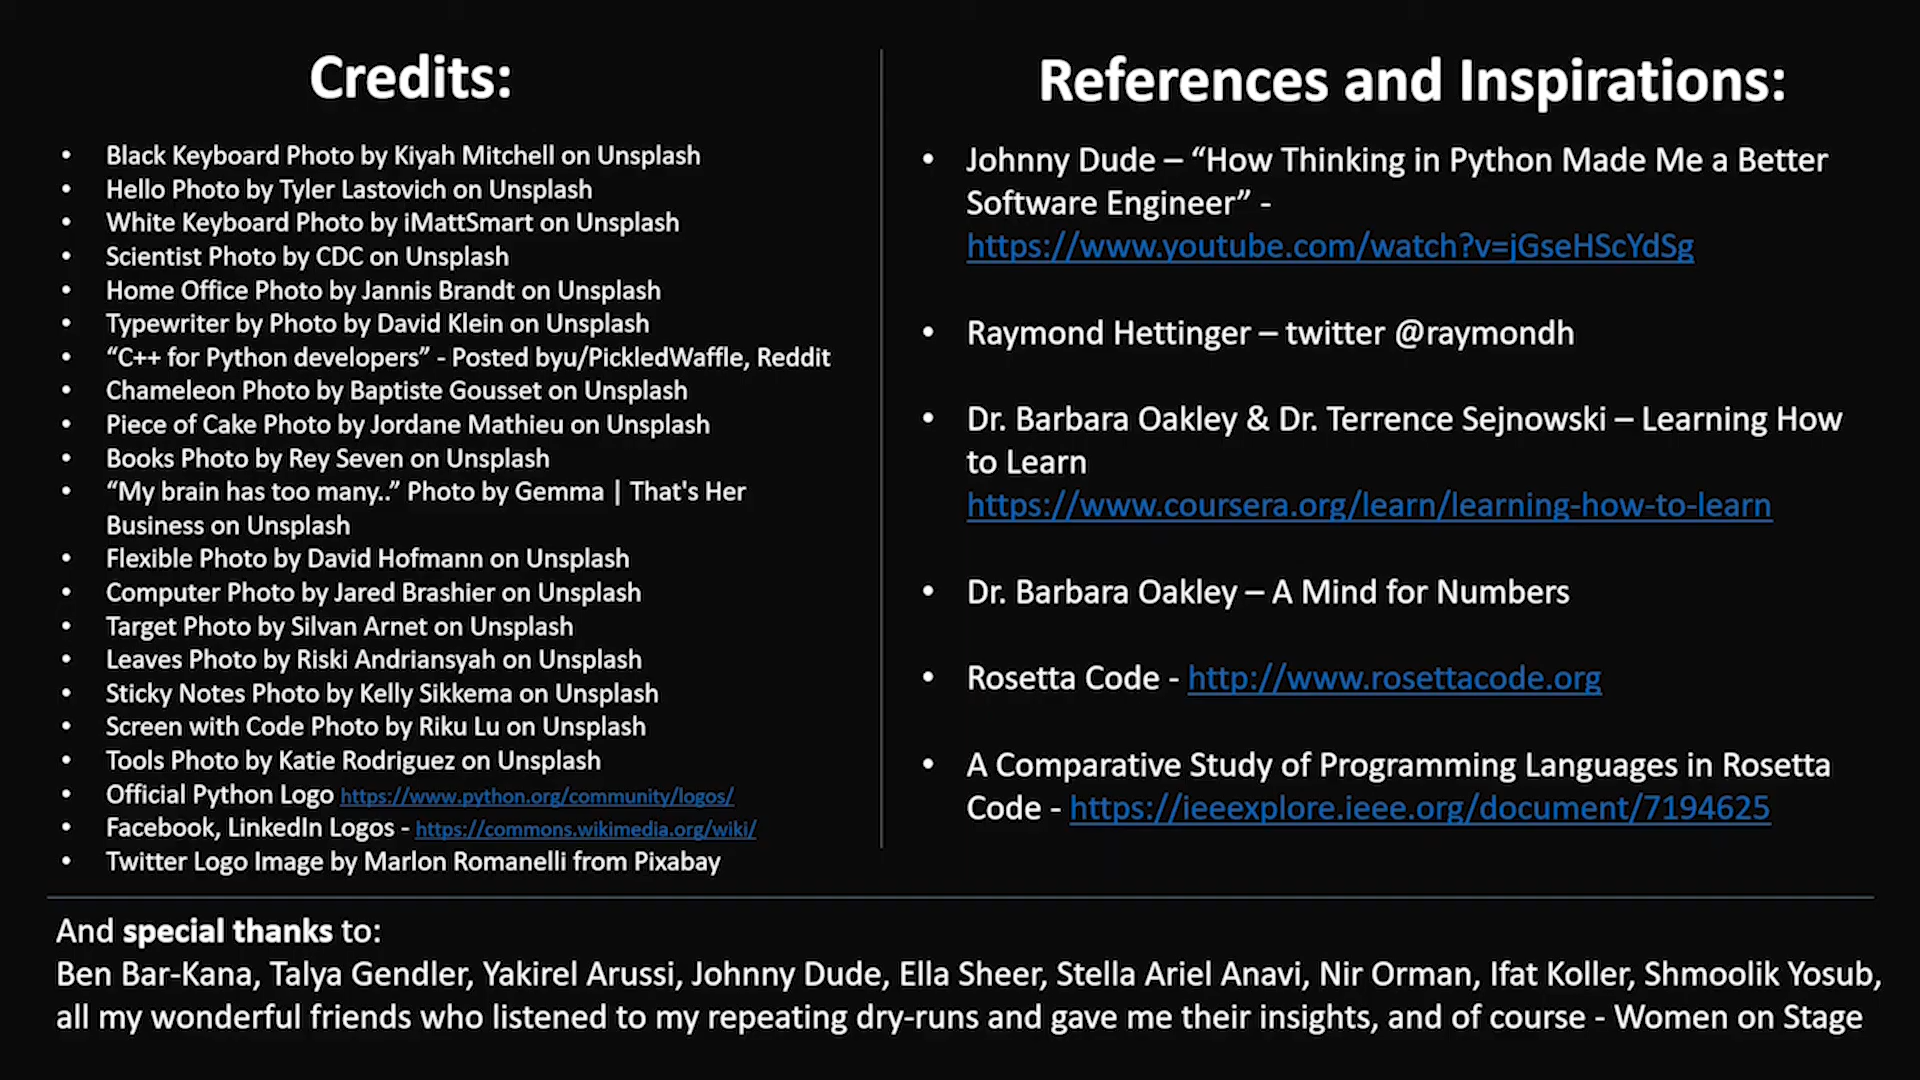 Credits:
• Black Keyboard Photo by Kiyah Mitchell on Unsplash
• Hello Photo by Tyler Lastovich on Unsplash
• White Keyboard Photo by iMattSmart on Unsplash
• Scientist Photo by CDC on Unsplash
• Home Office Photo by Jannis Brandt on Unsplash
• Typewriter by Photo by David Klein on Unsplash
• “C++ for Python developers” - Posted byu/PickledWaffle, Reddit
• Chameleon Photo by Baptiste Gousset on Unsplash
• Piece of Cake Photo by Jordane Mathieu on Unsplash
• Books Photo by Rey Seven on Unsplash
• “My brain has too many..” Photo by Gemma | That's Her
Business on Unsplash
• Flexible Photo by David Hofmann on Unsplash
• Computer Photo by Jared Brashier on Unsplash
• Target Photo by Silvan Arnet on Unsplash
• Leaves Photo by Riski Andriansyah on Unsplash
• Sticky Notes Photo by Kelly Sikkema on Unsplash
• Screen with Code Photo by Riku Lu on Unsplash
• Tools Photo by Katie Rodriguez on Unsplash
• Official Python Logo https://www.python.org/community/logos/
• Facebook, LinkedIn Logos - https://commons.wikimedia.org/wiki/
• Twitter Logo Image by Marlon Romanelli from Pixabay
References and Inspirations:
• Johnny Dude – “How Thinking in Python Made Me a Better
Software Engineer” -
https://www.youtube.com/watch?v=jGseHScYdSg
• Raymond Hettinger – twitter @raymondh
• Dr. Barbara Oakley & Dr. Terrence Sejnowski – Learning How
to Learn
https://www.coursera.org/learn/learning-how-to-learn
• Dr. Barbara Oakley – A Mind for Numbers
• Rosetta Code - http://www.rosettacode.org
• A Comparative Study of Programming Languages in Rosetta
Code - https://ieeexplore.ieee.org/document/7194625
And special thanks to:
Ben Bar-Kana, Talya Gendler, Yakirel Arussi, Johnny Dude, Ella Sheer, Stella Ariel Anavi, Nir Orman, Ifat Koller, Shmoolik Yosub,
all my wonderful friends who listened to my repeating dry-runs and gave me their insights, and of course - Women on Stage